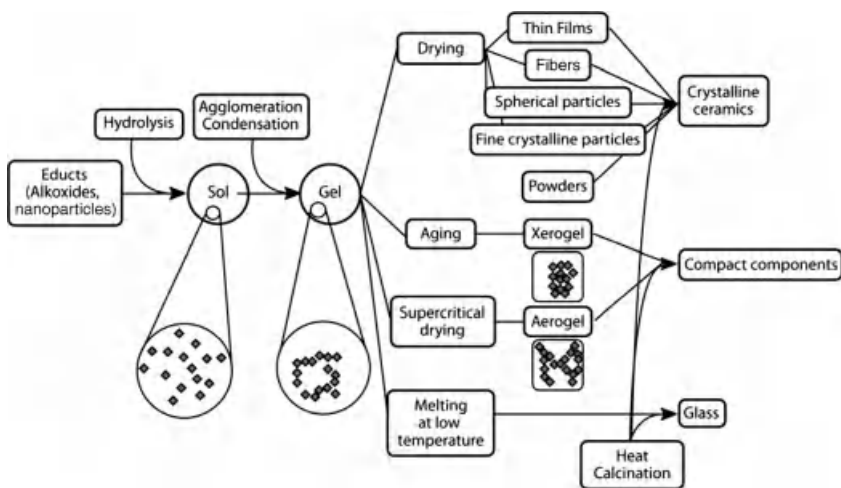 Thin Films
Drying
Fibers
Agglomeration
Condensation
Spherical particles
Crystalline
ceramics
Hydrolysis
Fine crystalline particles
Educts
(Alkoxides,
nanoparticles)
Sol
Gel
Powders
Aging
Xerogel
Compact components
Supercritical
drying
Aerogel
Melting
at low
temperature
Glass
Heat
Calcination